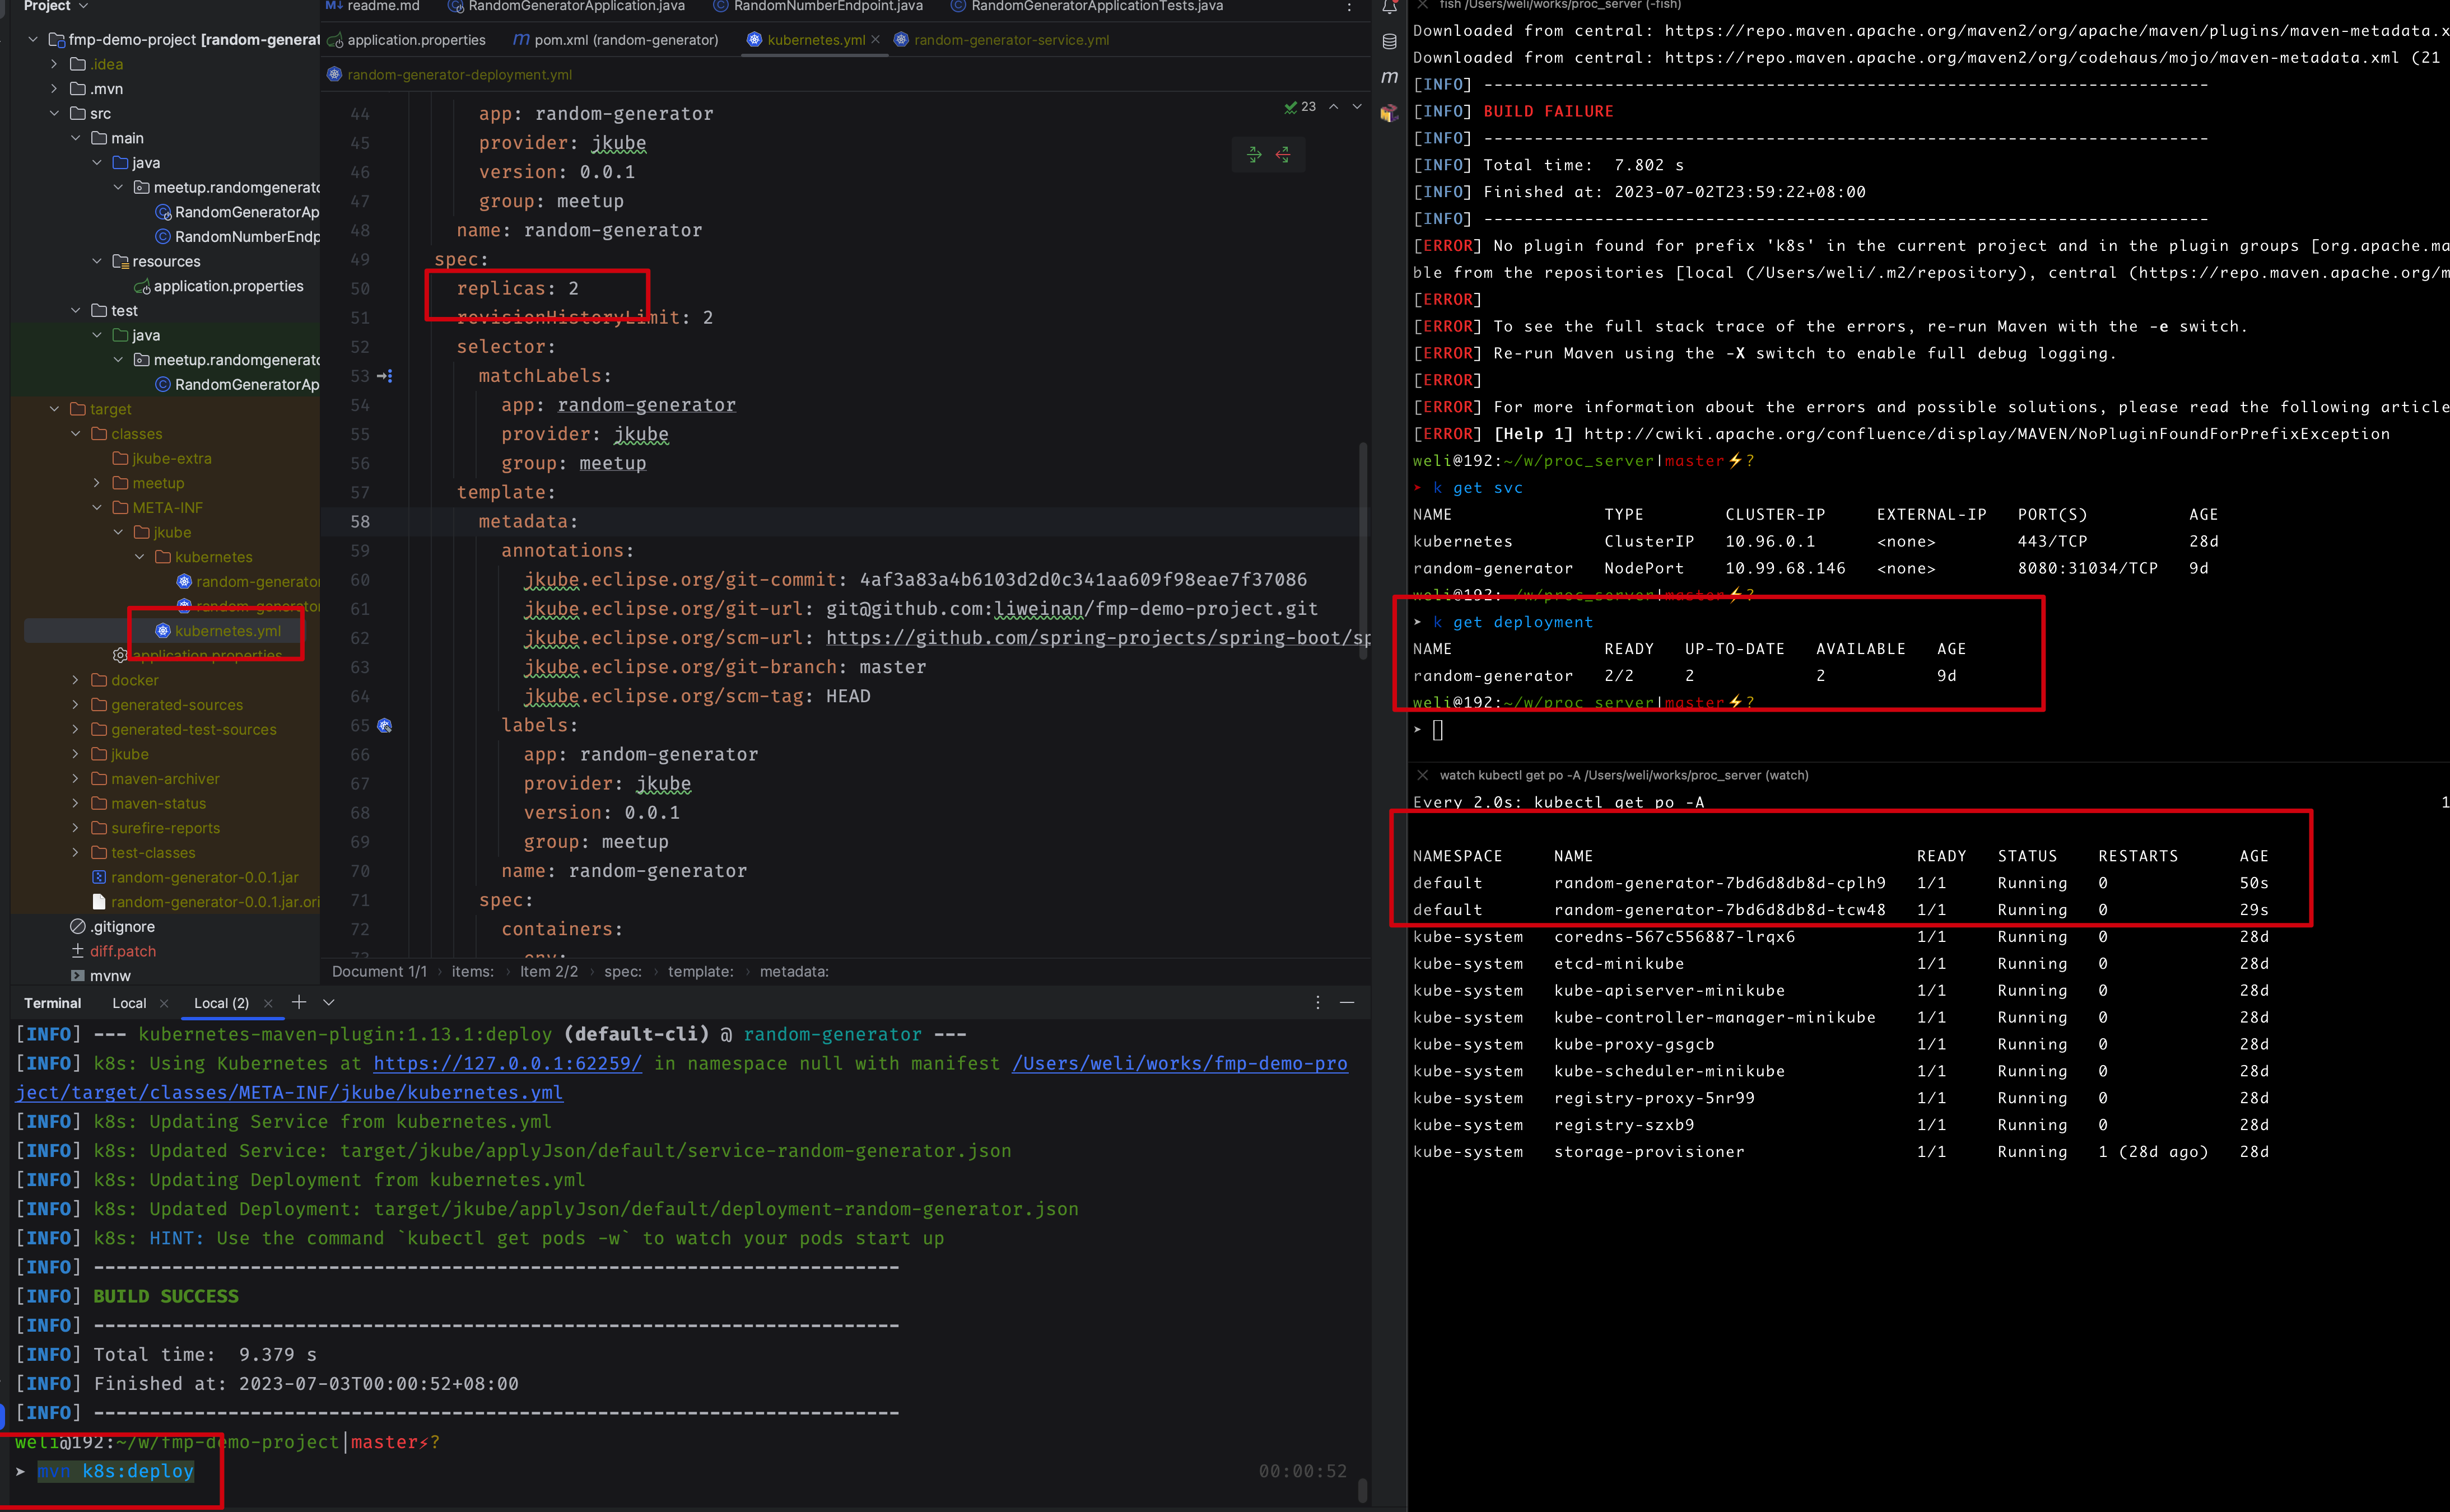 Project
fmp-demo-project [random-generat
.idea
.mvn
src
main
java
meetup.randomgenerato
RandomGeneratorAp
RandomNumberEndp
resources
application.properties
test
java
meetup.randomgenerato
RandomGeneratorAp
target
classes
jkube-extra
meetup
META-INF
jkube
kubernetes
random-generato
random-generato
kubernetes.yml
application.properties
docker
generated-sources
generated-test-sources
jkube
maven-archiver
maven-status
surefire-reports
test-classes
random-generator-0.0.1.jar
random-generator-0.0.1.jar.ori
.gitignore
diff.patch
mvnw
readme.md RandomGeneratorApplication.java RandomNumberEndpoint.java RandomGeneratorApplicationTests.java
application.properties pom.xml (random-generator) kubernetes.yml random-generator-service.yml
random-generator-deployment.yml
23
44 app: random-generator
45 provider: jkube
46 version: 0.0.1
47 group: meetup
48 name: random-generator
49 spec:
50 replicas: 2
51 revisionHistoryLimit: 2
52 selector:
53 matchLabels:
54 app: random-generator
55 provider: jkube
56 group: meetup
57 template:
58 metadata:
59 annotations:
60 jkube.eclipse.org/git-commit: 4af3a83a4b6103d2d0c341aa609f98eae7f37086
61 jkube.eclipse.org/git-url: git@github.com:liweinan/fmp-demo-project.git
62 jkube.eclipse.org/scm-url: https://github.com/spring-projects/spring-boot/sp
63 jkube.eclipse.org/git-branch: master
64 jkube.eclipse.org/scm-tag: HEAD
65 labels:
66 app: random-generator
67 provider: jkube
68 version: 0.0.1
69 group: meetup
70 name: random-generator
71 spec:
72 containers:
73 env:
Document 1/1 › items: › Item 2/2 › spec: › template: › metadata:
Terminal Local Local (2)
[INFO] --- kubernetes-maven-plugin:1.13.1:deploy (default-cli) @ random-generator ---
[INFO] k8s: Using Kubernetes at https://127.0.0.1:62259/ in namespace null with manifest /Users/weli/works/fmp-demo-pro
ject/target/classes/META-INF/jkube/kubernetes.yml
[INFO] k8s: Updating Service from kubernetes.yml
[INFO] k8s: Updated Service: target/jkube/applyJson/default/service-random-generator.json
[INFO] k8s: Updating Deployment from kubernetes.yml
[INFO] k8s: Updated Deployment: target/jkube/applyJson/default/deployment-random-generator.json
[INFO] k8s: HINT: Use the command `kubectl get pods -w` to watch your pods start up
[INFO] ------------------------------------------------------------------------
[INFO] BUILD SUCCESS
[INFO] ------------------------------------------------------------------------
[INFO] Total time:  9.379 s
[INFO] Finished at: 2023-07-03T00:00:52+08:00
[INFO] ------------------------------------------------------------------------
weli@192:~/w/fmp-demo-project|master⚡?
➤ mvn k8s:deploy 00:00:52
fish /Users/weli/works/proc_server (-fish)
Downloaded from central: https://repo.maven.apache.org/maven2/org/apache/maven/plugins/maven-metadata.x
Downloaded from central: https://repo.maven.apache.org/maven2/org/codehaus/mojo/maven-metadata.xml (21
[INFO] ------------------------------------------------------------------------
[INFO] BUILD FAILURE
[INFO] ------------------------------------------------------------------------
[INFO] Total time:  7.802 s
[INFO] Finished at: 2023-07-02T23:59:22+08:00
[INFO] ------------------------------------------------------------------------
[ERROR] No plugin found for prefix 'k8s' in the current project and in the plugin groups [org.apache.ma
ble from the repositories [local (/Users/weli/.m2/repository), central (https://repo.maven.apache.org/m
[ERROR]
[ERROR] To see the full stack trace of the errors, re-run Maven with the -e switch.
[ERROR] Re-run Maven using the -X switch to enable full debug logging.
[ERROR]
[ERROR] For more information about the errors and possible solutions, please read the following article
[ERROR] [Help 1] http://cwiki.apache.org/confluence/display/MAVEN/NoPluginFoundForPrefixException
weli@192:~/w/proc_server|master⚡?
➤ k get svc
NAME TYPE CLUSTER-IP EXTERNAL-IP PORT(S) AGE
kubernetes ClusterIP 10.96.0.1 <none> 443/TCP 28d
random-generator NodePort 10.99.68.146 <none> 8080:31034/TCP 9d
weli@192:~/w/proc_server|master⚡?
➤ k get deployment
NAME READY UP-TO-DATE AVAILABLE AGE
random-generator 2/2 2 2 9d
weli@192:~/w/proc_server|master⚡?
➤
watch kubectl get po -A /Users/weli/works/proc_server (watch)
Every 2.0s: kubectl get po -A 1
NAMESPACE NAME READY STATUS RESTARTS AGE
default random-generator-7bd6d8db8d-cplh9 1/1 Running 0 50s
default random-generator-7bd6d8db8d-tcw48 1/1 Running 0 29s
kube-system coredns-567c556887-lrqx6 1/1 Running 0 28d
kube-system etcd-minikube 1/1 Running 0 28d
kube-system kube-apiserver-minikube 1/1 Running 0 28d
kube-system kube-controller-manager-minikube 1/1 Running 0 28d
kube-system kube-proxy-gsgcb 1/1 Running 0 28d
kube-system kube-scheduler-minikube 1/1 Running 0 28d
kube-system registry-proxy-5nr99 1/1 Running 0 28d
kube-system registry-szxb9 1/1 Running 0 28d
kube-system storage-provisioner 1/1 Running 1 (28d ago) 28d